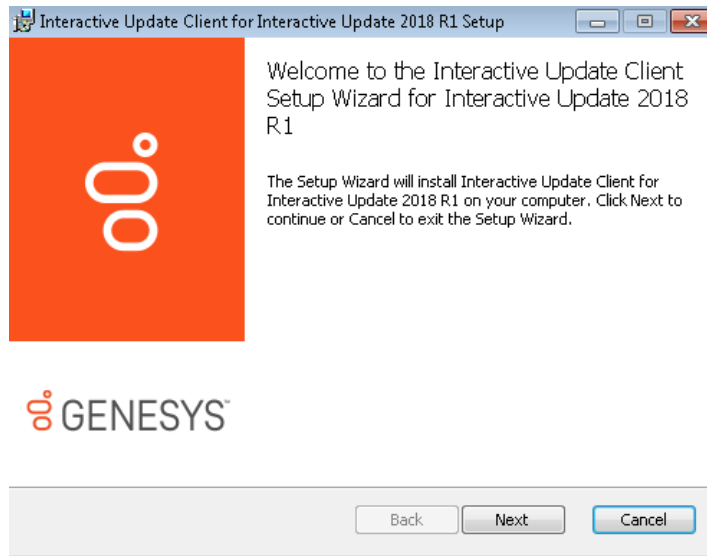 Interactive Update Client for Interactive Update 2018 R1 Setup
Welcome to the Interactive Update Client
Setup Wizard for Interactive Update 2018
R1
The Setup Wizard will install Interactive Update Client for
Interactive Update 2018 R1 on your computer. Click Next to
continue or Cancel to exit the Setup Wizard.
GENESYS™
Back Next Cancel